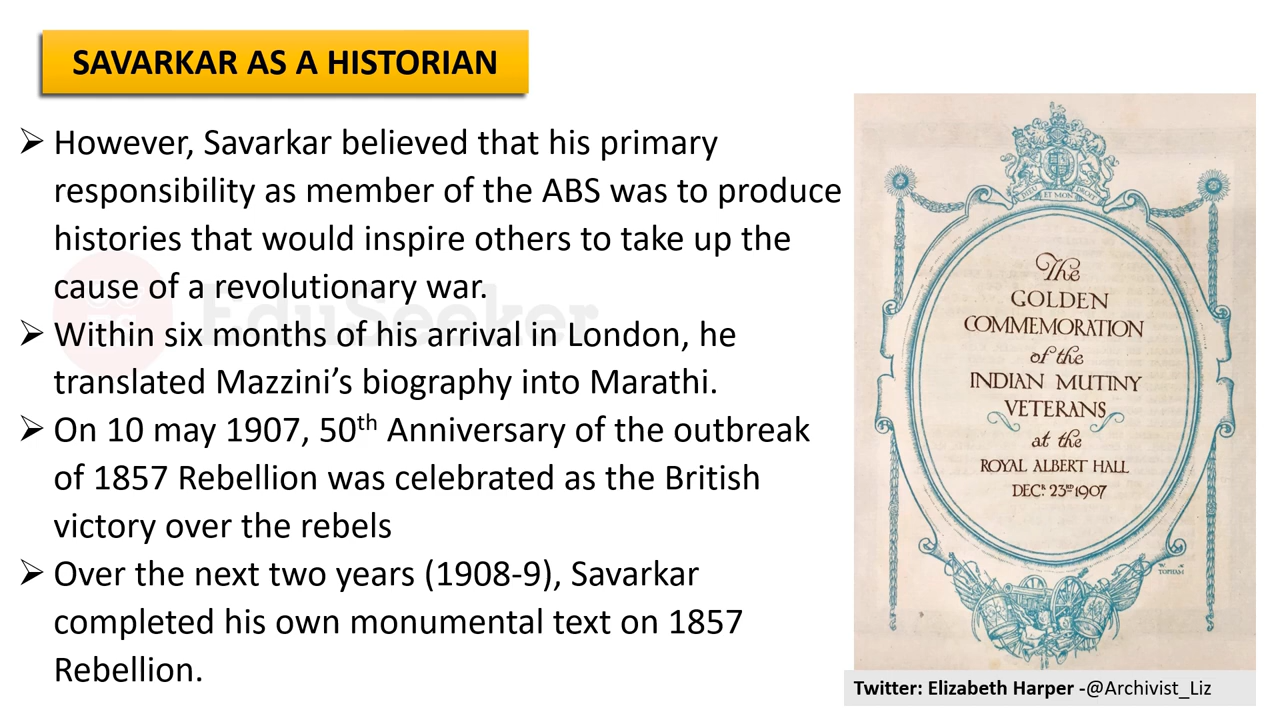 SAVARKAR AS A HISTORIAN
➢ However, Savarkar believed that his primary
responsibility as member of the ABS was to produce
histories that would inspire others to take up the
cause of a revolutionary war.
➢ Within six months of his arrival in London, he
translated Mazzini’s biography into Marathi.
➢ On 10 may 1907, 50th Anniversary of the outbreak
of 1857 Rebellion was celebrated as the British
victory over the rebels
➢ Over the next two years (1908-9), Savarkar
completed his own monumental text on 1857
Rebellion.
EduSeeker
ET MON
The
GOLDEN
COMMEMORATION
of the
INDIAN MUTINY
VETERANS
at the
ROYAL ALBERT HALL
DECR. 23RD 1907
TOPHAM
Twitter: Elizabeth Harper -@Archivist_Liz